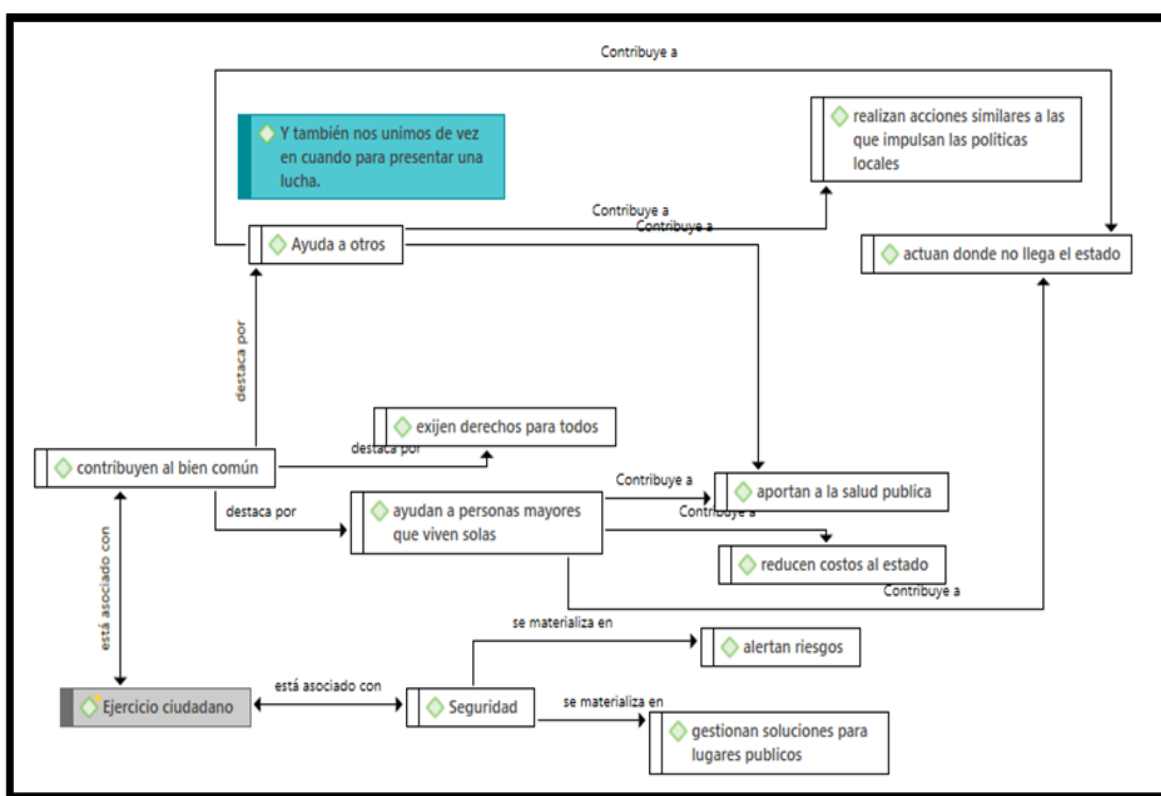 Contribuye a
Y también nos unimos de vez
en cuando para presentar una
lucha.
realizan acciones similares a las
que impulsan las políticas
locales
Contribuye a
Contribuye a
Ayuda a otros
actuan donde no llega el estado
destaca por
exijen derechos para todos
destaca por
contribuyen al bien común
Contribuye a
aportan a la salud publica
destaca por
ayudan a personas mayores
que viven solas
Contribuye a
reducen costos al estado
Contribuye a
está asociado con
se materializa en
alertan riesgos
está asociado con
Ejercicio ciudadano
Seguridad
se materializa en
gestionan soluciones para
lugares publicos